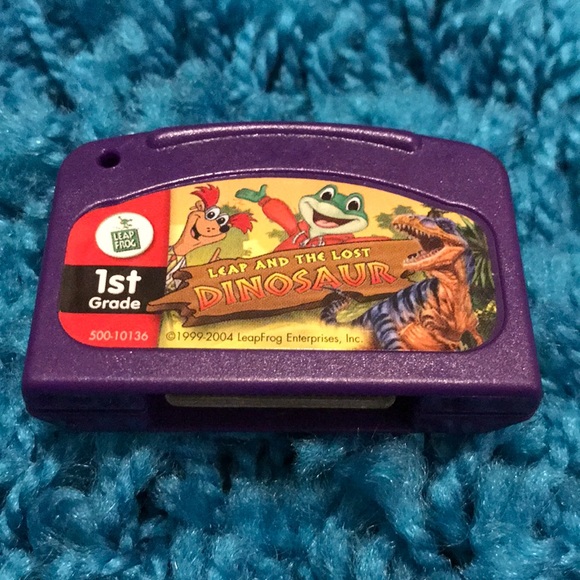 LEAP
FROG
1st
Grade
500-10136
LEAP AND THE LOST
DINOSAUR
©1999-2004 LeapFrog Enterprises, Inc.